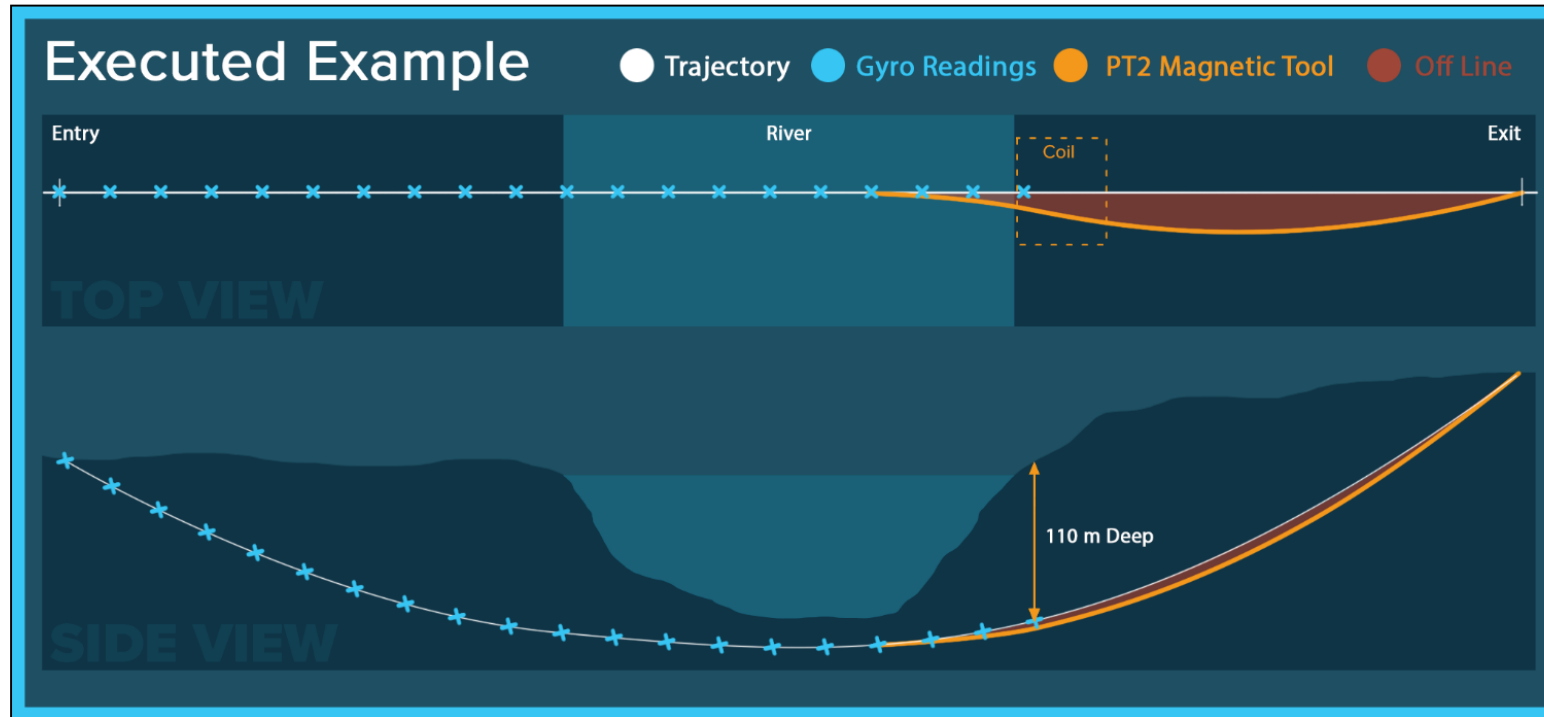 Executed Example
Trajectory
Gyro Readings
PT2 Magnetic Tool
Off Line
Entry
River
Exit
Coil
TOP VIEW
110 m Deep
SIDE VIEW